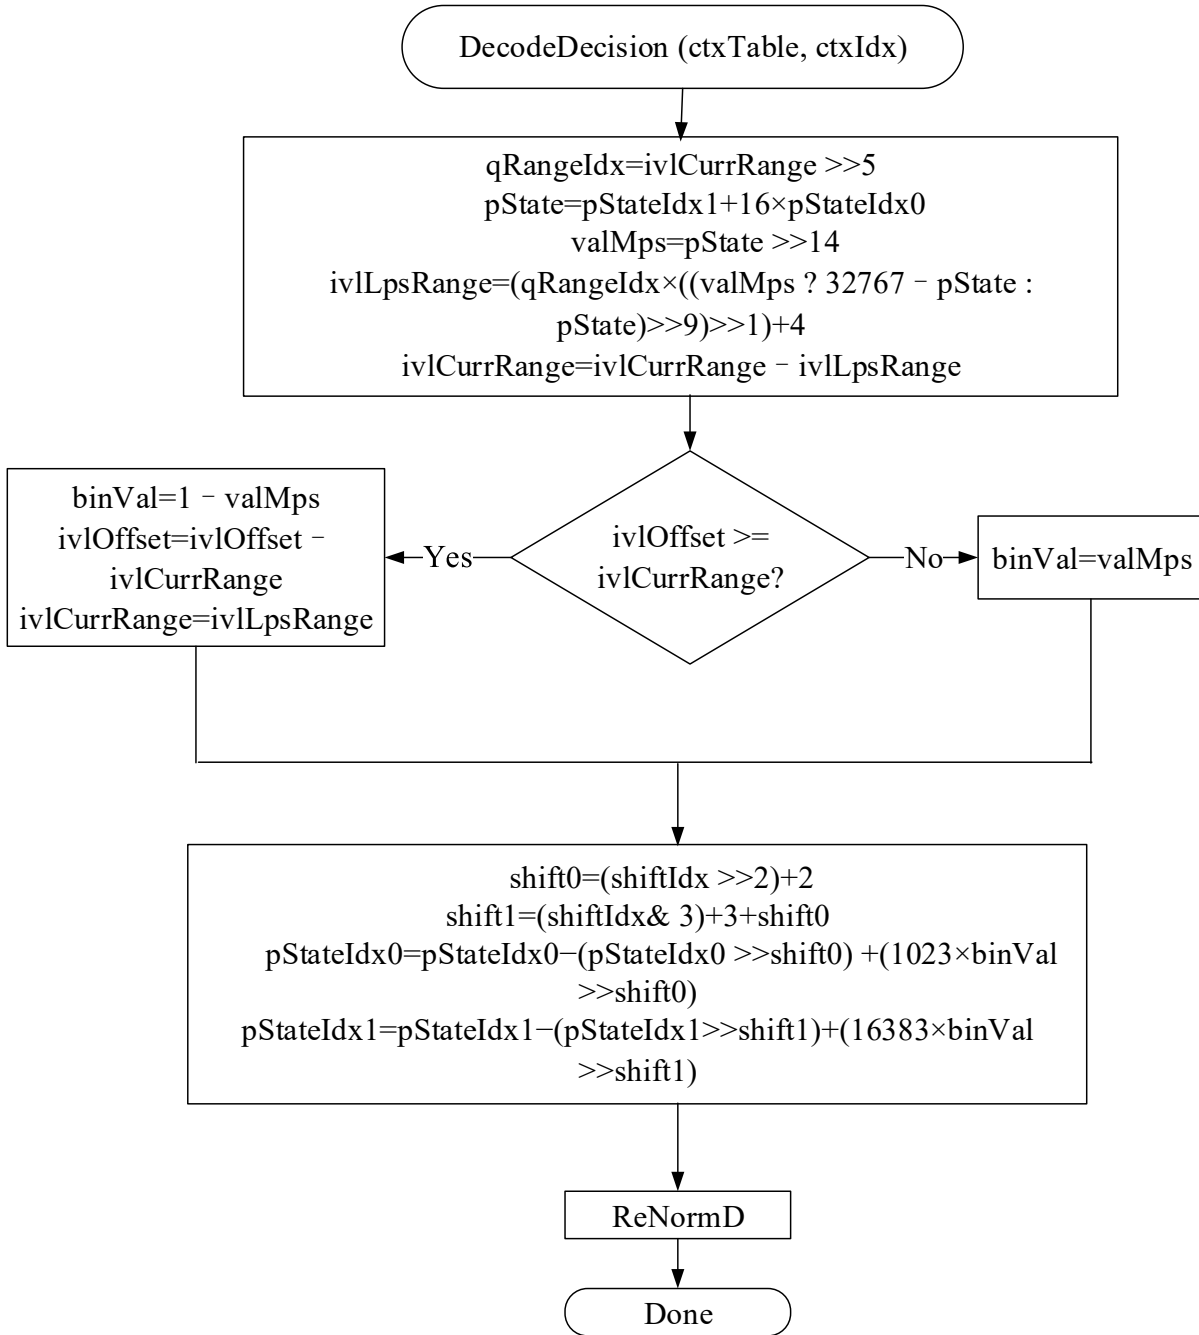 DecodeDecision (ctxTable, ctxIdx)
qRangeIdx=ivlCurrRange >>5
pState=pStateIdx1+16×pStateIdx0
valMps=pState >>14
ivlLpsRange=(qRangeIdx×((valMps ? 32767 − pState :
pState)>>9)>>1)+4
ivlCurrRange=ivlCurrRange − ivlLpsRange
ivlOffset >=
ivlCurrRange?
Yes
No
binVal=1 − valMps
ivlOffset=ivlOffset −
ivlCurrRange
ivlCurrRange=ivlLpsRange
binVal=valMps
shift0=(shiftIdx >>2)+2
shift1=(shiftIdx& 3)+3+shift0
pStateIdx0=pStateIdx0−(pStateIdx0 >>shift0) +(1023×binVal
>>shift0)
pStateIdx1=pStateIdx1−(pStateIdx1>>shift1)+(16383×binVal
>>shift1)
ReNormD
Done